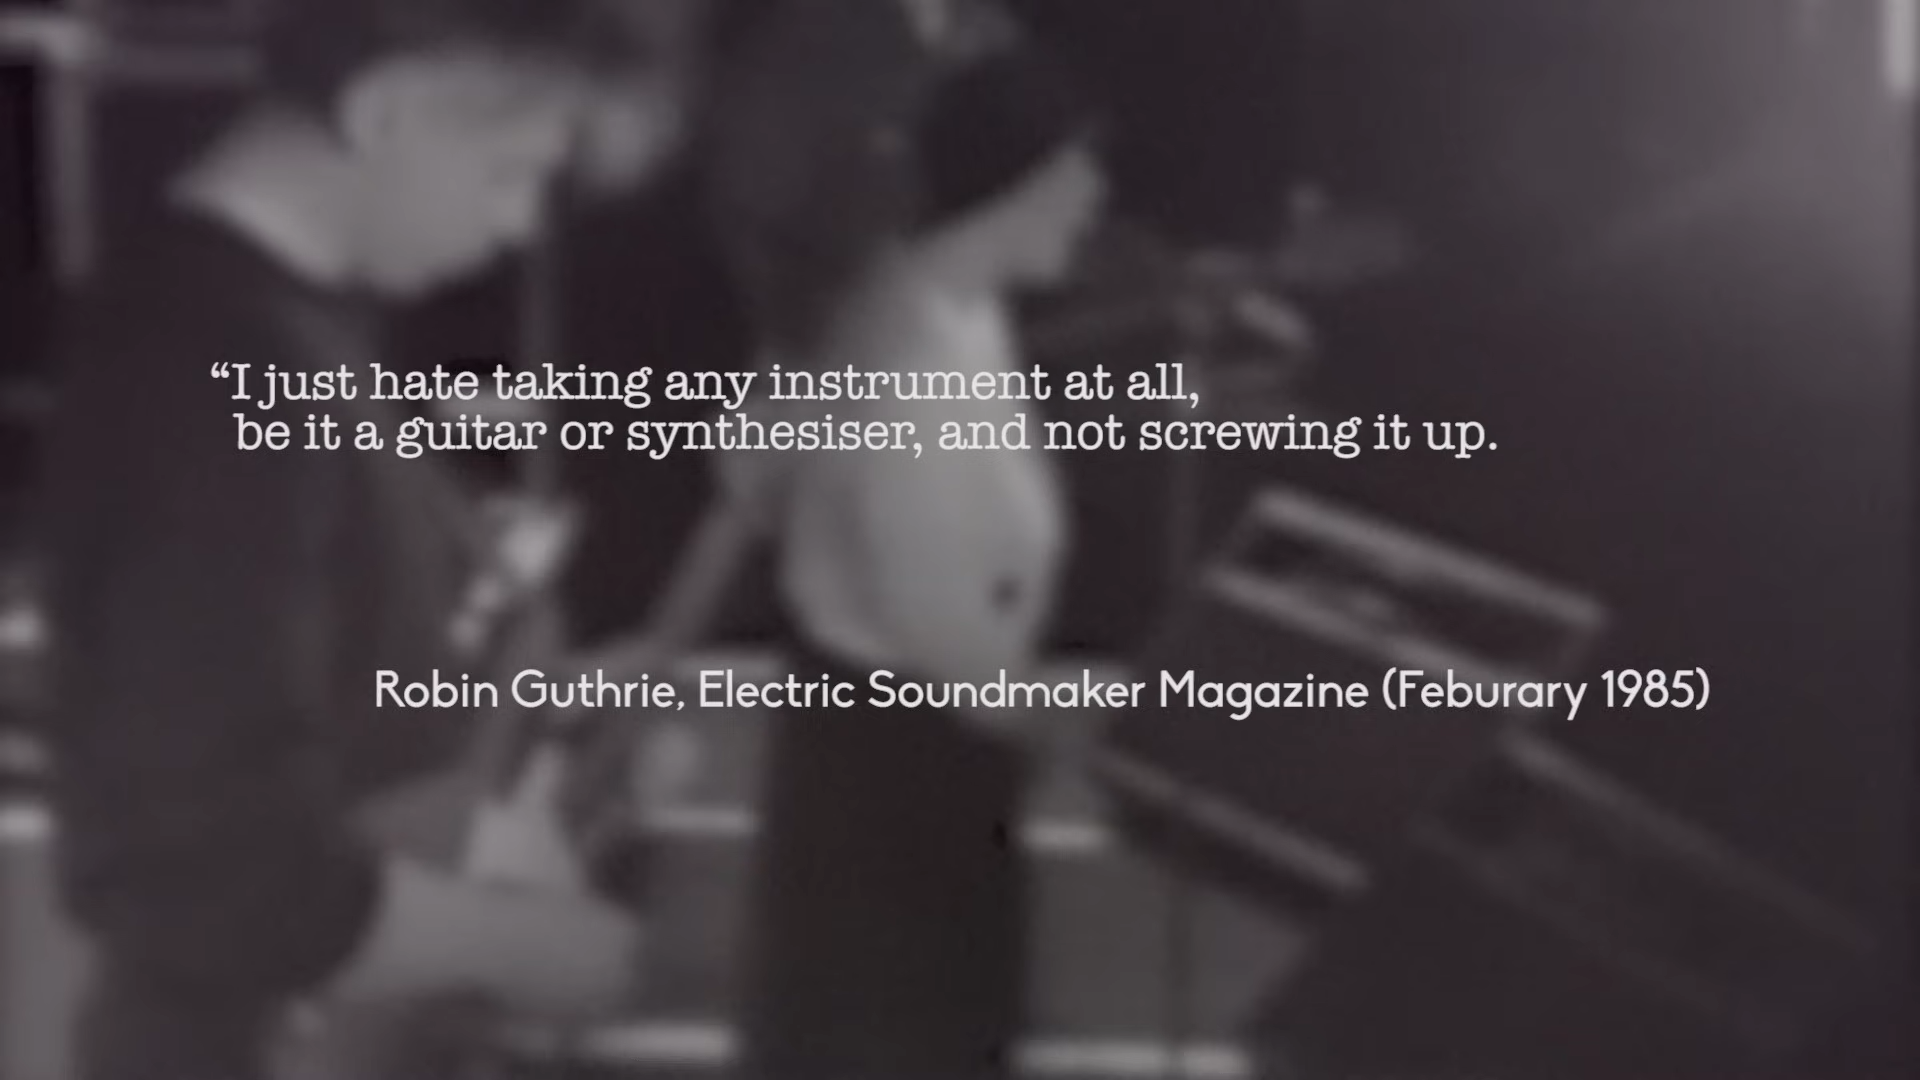 “I just hate taking any instrument at all,
be it a guitar or synthesiser, and not screwing it up.
Robin Guthrie, Electric Soundmaker Magazine (Feburary 1985)